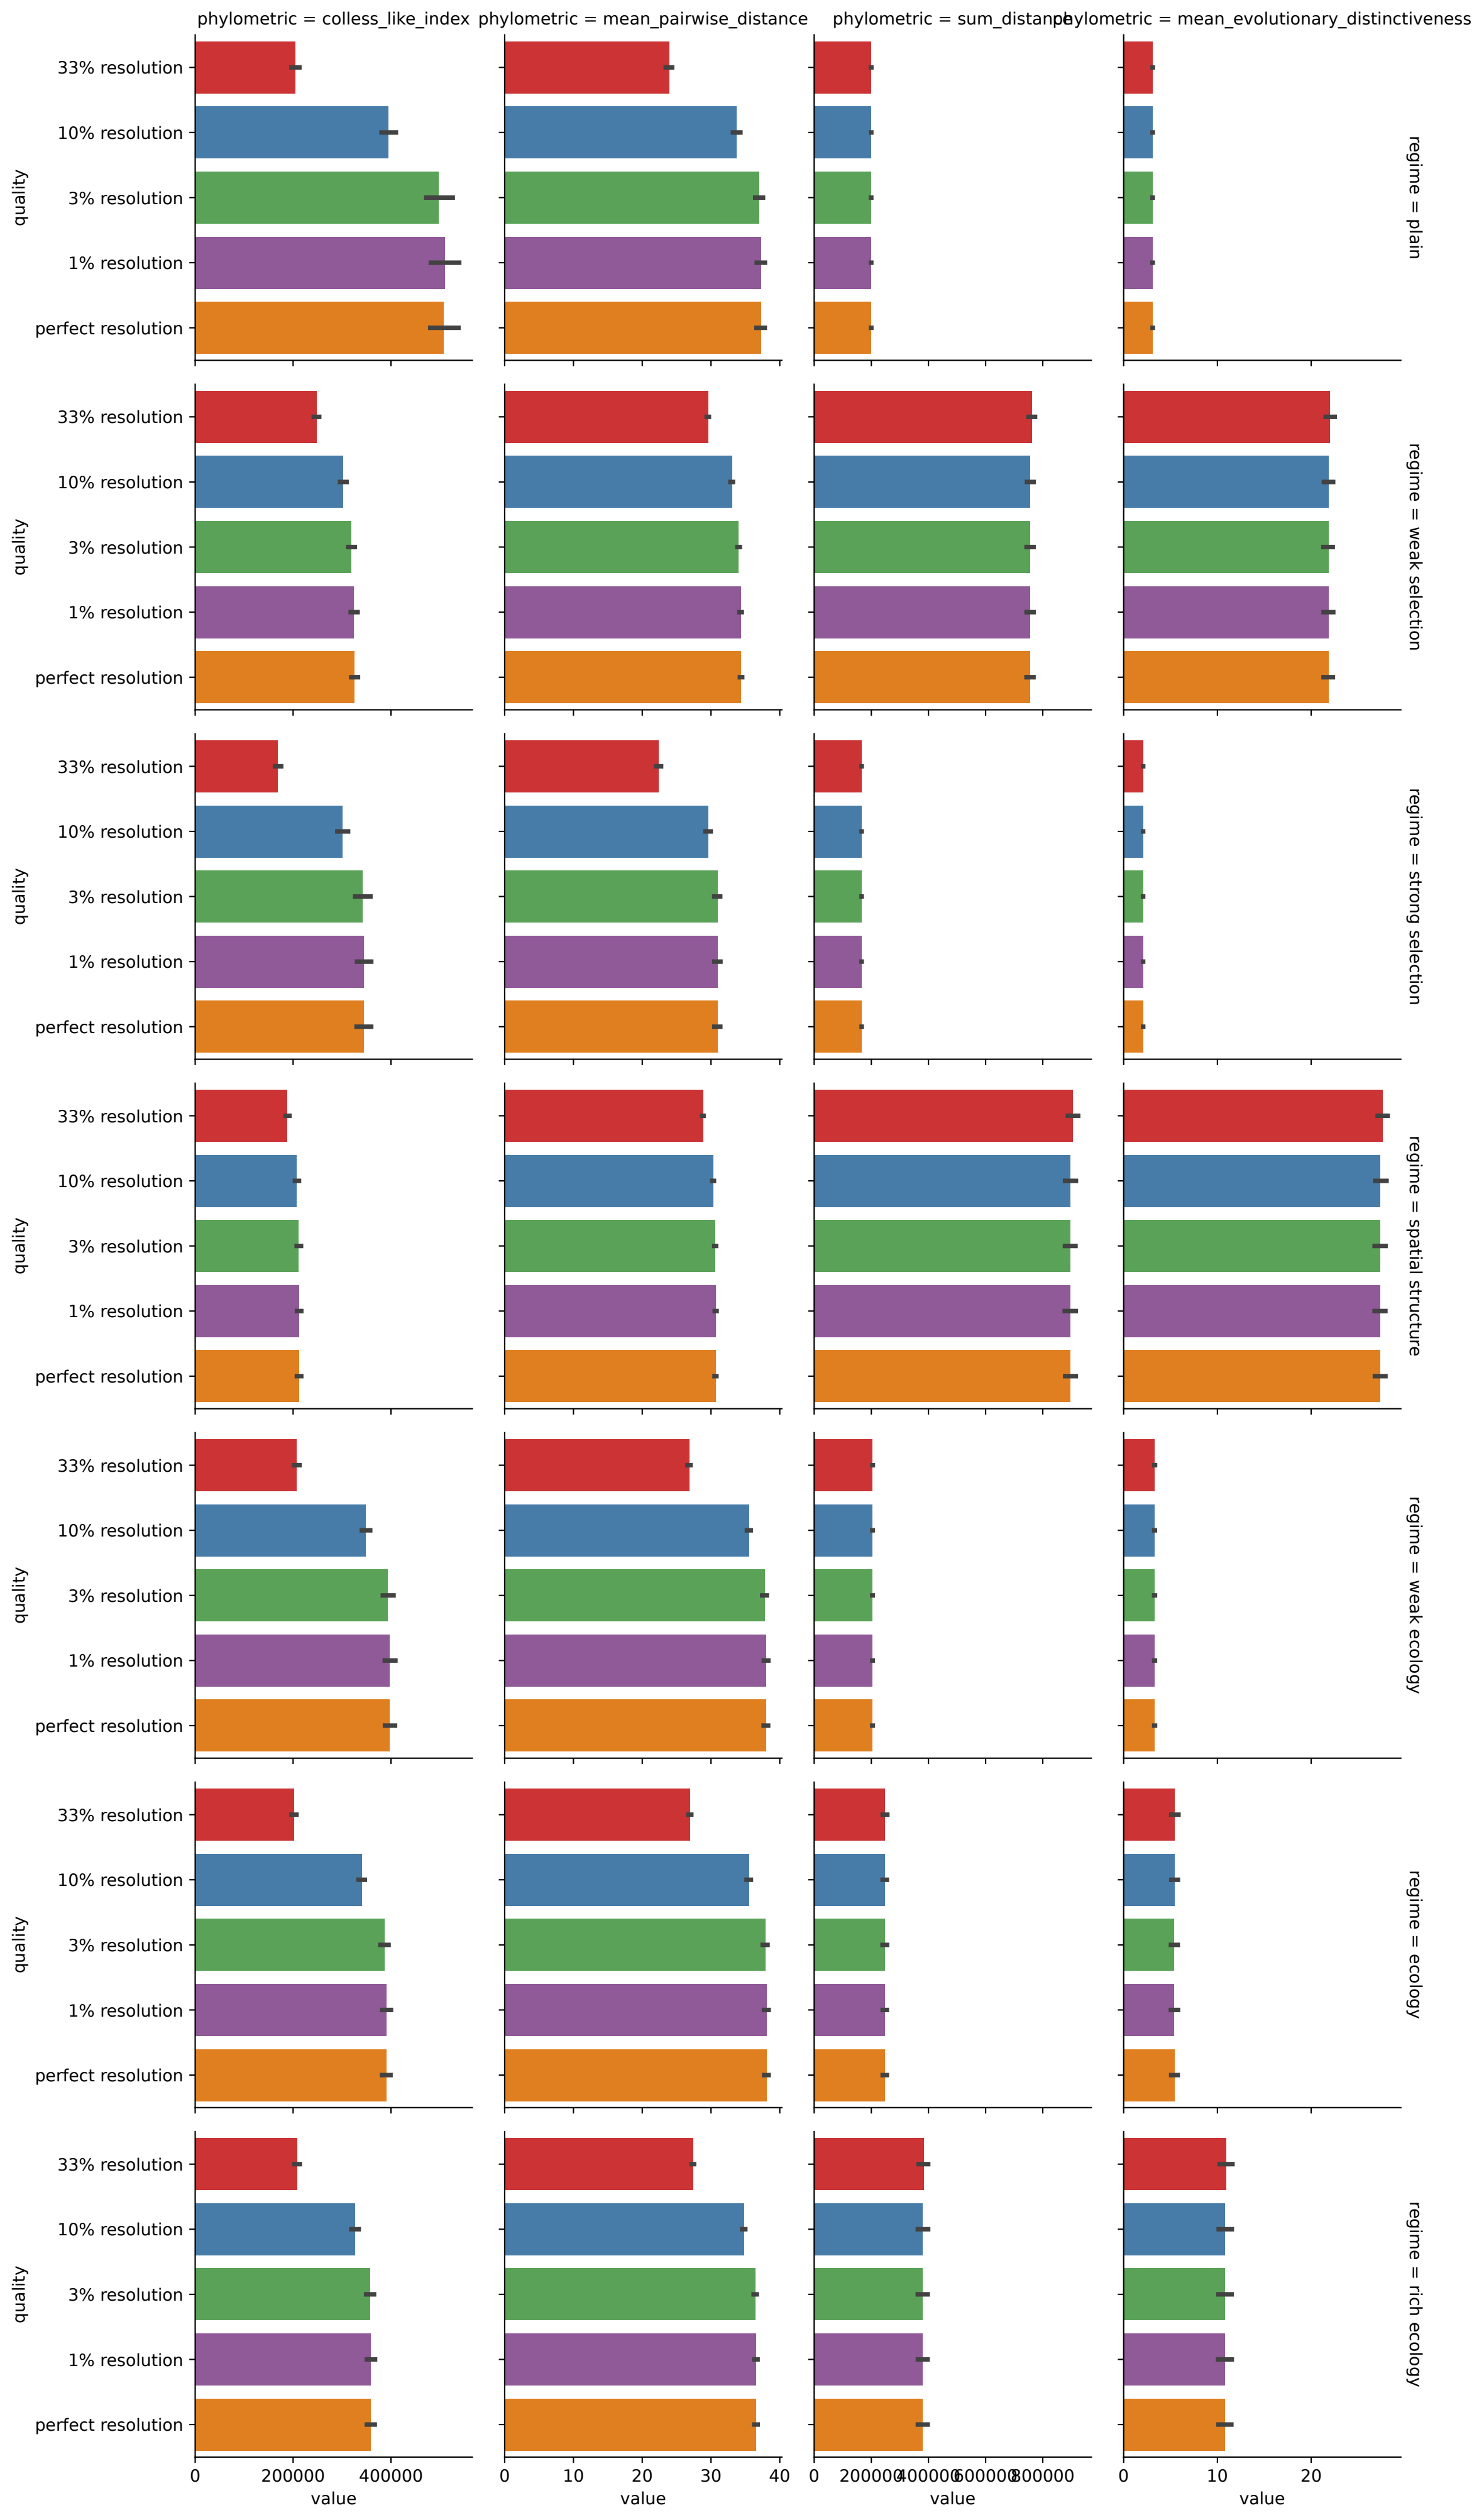 phylometric = colless_like_index
phylometric = mean_pairwise_distance
phylometric = sum_distance
phylometric = mean_evolutionary_distinctiveness
quality
33% resolution
10% resolution
3% resolution
1% resolution
perfect resolution
regime = plain
quality
33% resolution
10% resolution
3% resolution
1% resolution
perfect resolution
regime = weak selection
quality
33% resolution
10% resolution
3% resolution
1% resolution
perfect resolution
regime = strong selection
quality
33% resolution
10% resolution
3% resolution
1% resolution
perfect resolution
regime = spatial structure
quality
33% resolution
10% resolution
3% resolution
1% resolution
perfect resolution
regime = weak ecology
quality
33% resolution
10% resolution
3% resolution
1% resolution
perfect resolution
regime = ecology
quality
33% resolution
10% resolution
3% resolution
1% resolution
perfect resolution
regime = rich ecology
0 200000 400000
0 10 20 30 40
0 200000 400000 600000 800000
0 10 20
value
value
value
value